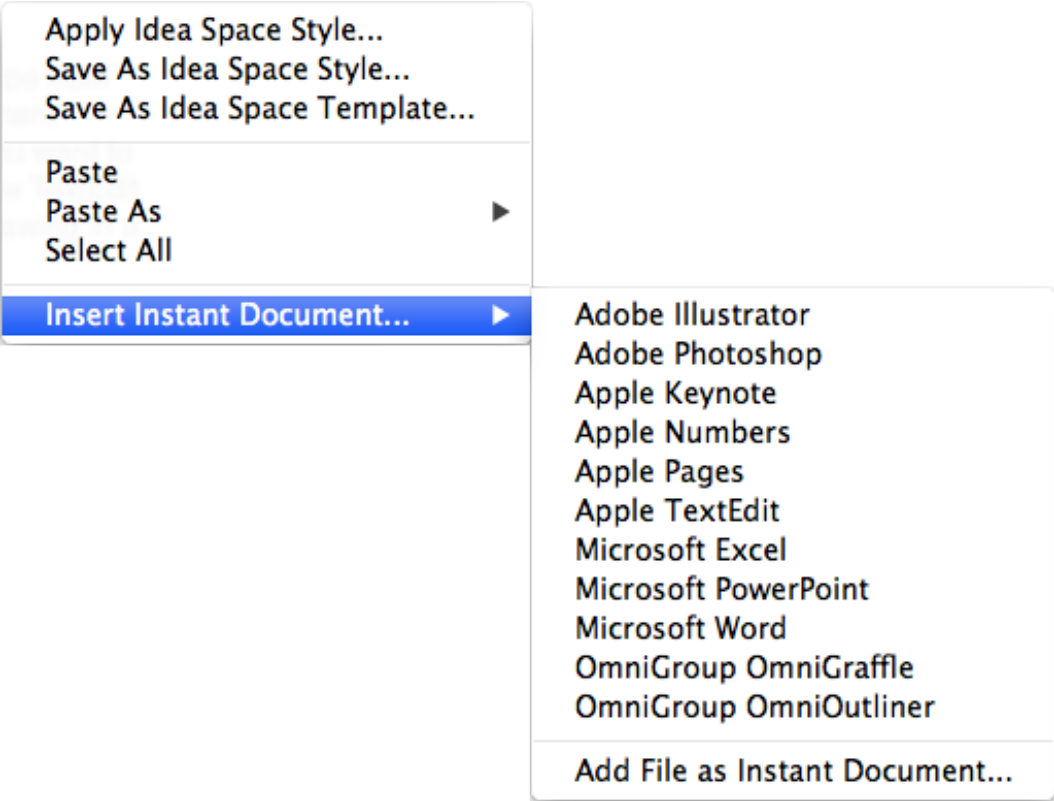 Apply Idea Space Style...
Save As Idea Space Style...
Save As Idea Space Template...
Paste
Paste As
Select All
Insert Instant Document...
Adobe Illustrator
Adobe Photoshop
Apple Keynote
Apple Numbers
Apple Pages
Apple TextEdit
Microsoft Excel
Microsoft PowerPoint
Microsoft Word
OmniGroup OmniGraffle
OmniGroup OmniOutliner
Add File as Instant Document...